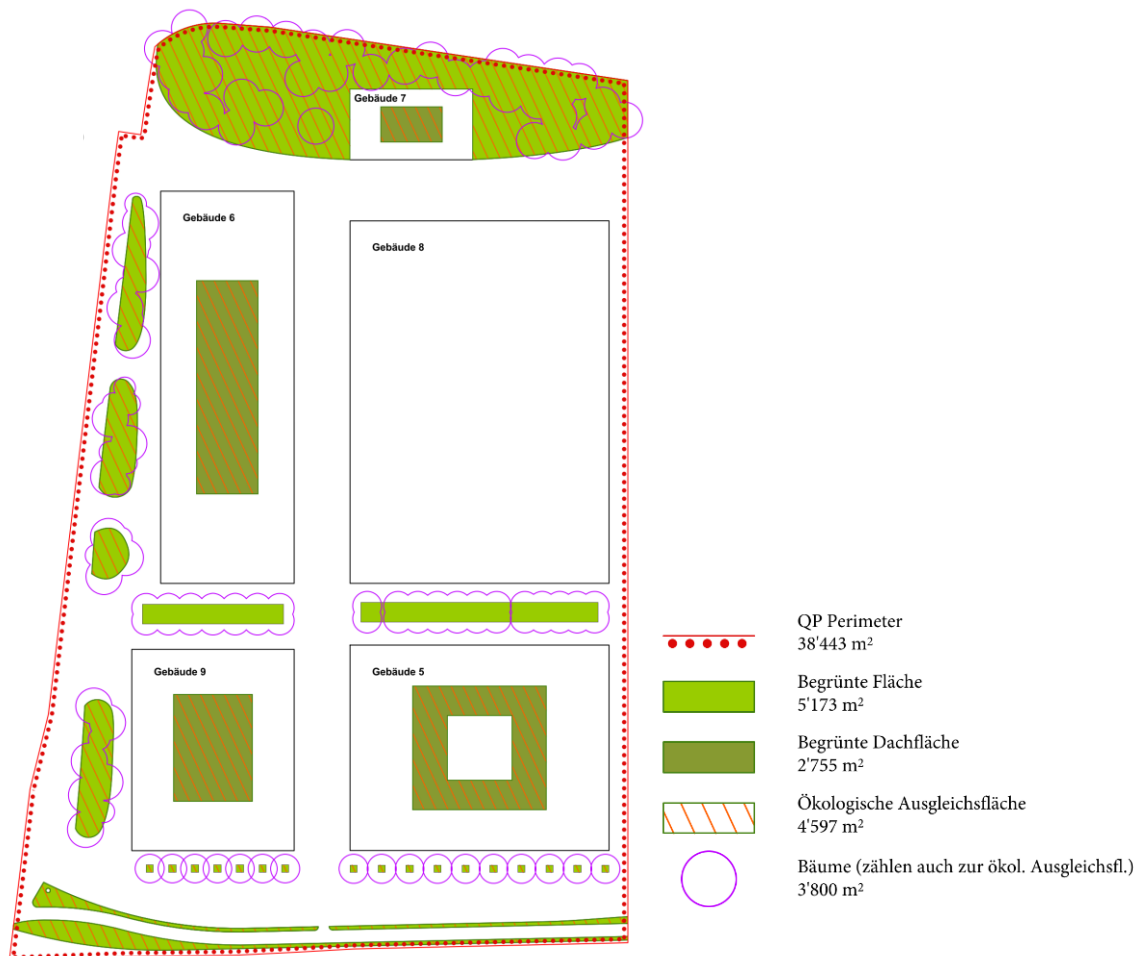 Gebäude 7
Gebäude 6
Gebäude 8
Gebäude 9
Gebäude 5
QP Perimeter
38'443 m²
Begrünte Fläche
5'173 m²
Begrünte Dachfläche
2'755 m²
Ökologische Ausgleichsfläche
4'597 m²
Bäume (zählen auch zur ökol. Ausgleichsfl.)
3'800 m²